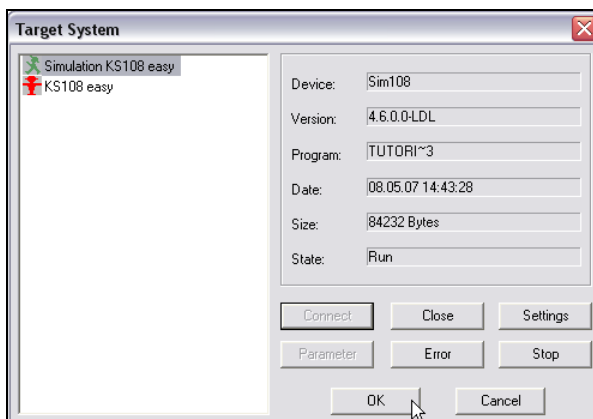 Target System
Simulation KS108 easy
KS108 easy
Device: Sim108
Version: 4.6.0.0-LDL
Program: TUTORI~3
Date: 08.05.07 14:43:28
Size: 84232 Bytes
State: Run
Connect Close Settings
Parameter Error Stop
OK Cancel